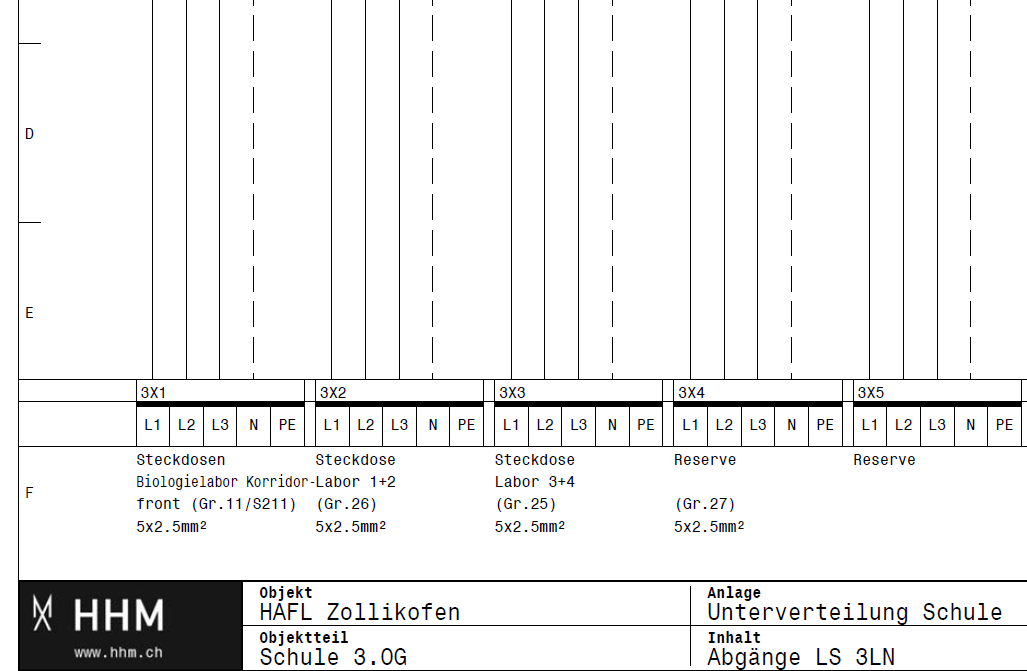 D
E
3X1 3X2 3X3 3X4 3X5
L1 L2 L3 N PE L1 L2 L3 N PE L1 L2 L3 N PE L1 L2 L3 N PE L1 L2 L3 N PE
F
Steckdosen
Biologielabor Korridor-
front (Gr.11/S211)
5x2.5mm²
Steckdose
Labor 1+2
(Gr.26)
5x2.5mm²
Steckdose
Labor 3+4
(Gr.25)
5x2.5mm²
Reserve
(Gr.27)
5x2.5mm²
Reserve
HHM
www.hhm.ch
Objekt
HAFL Zollikofen
Objektteil
Schule 3.OG
Anlage
Unterverteilung Schule
Inhalt
Abgänge LS 3LN